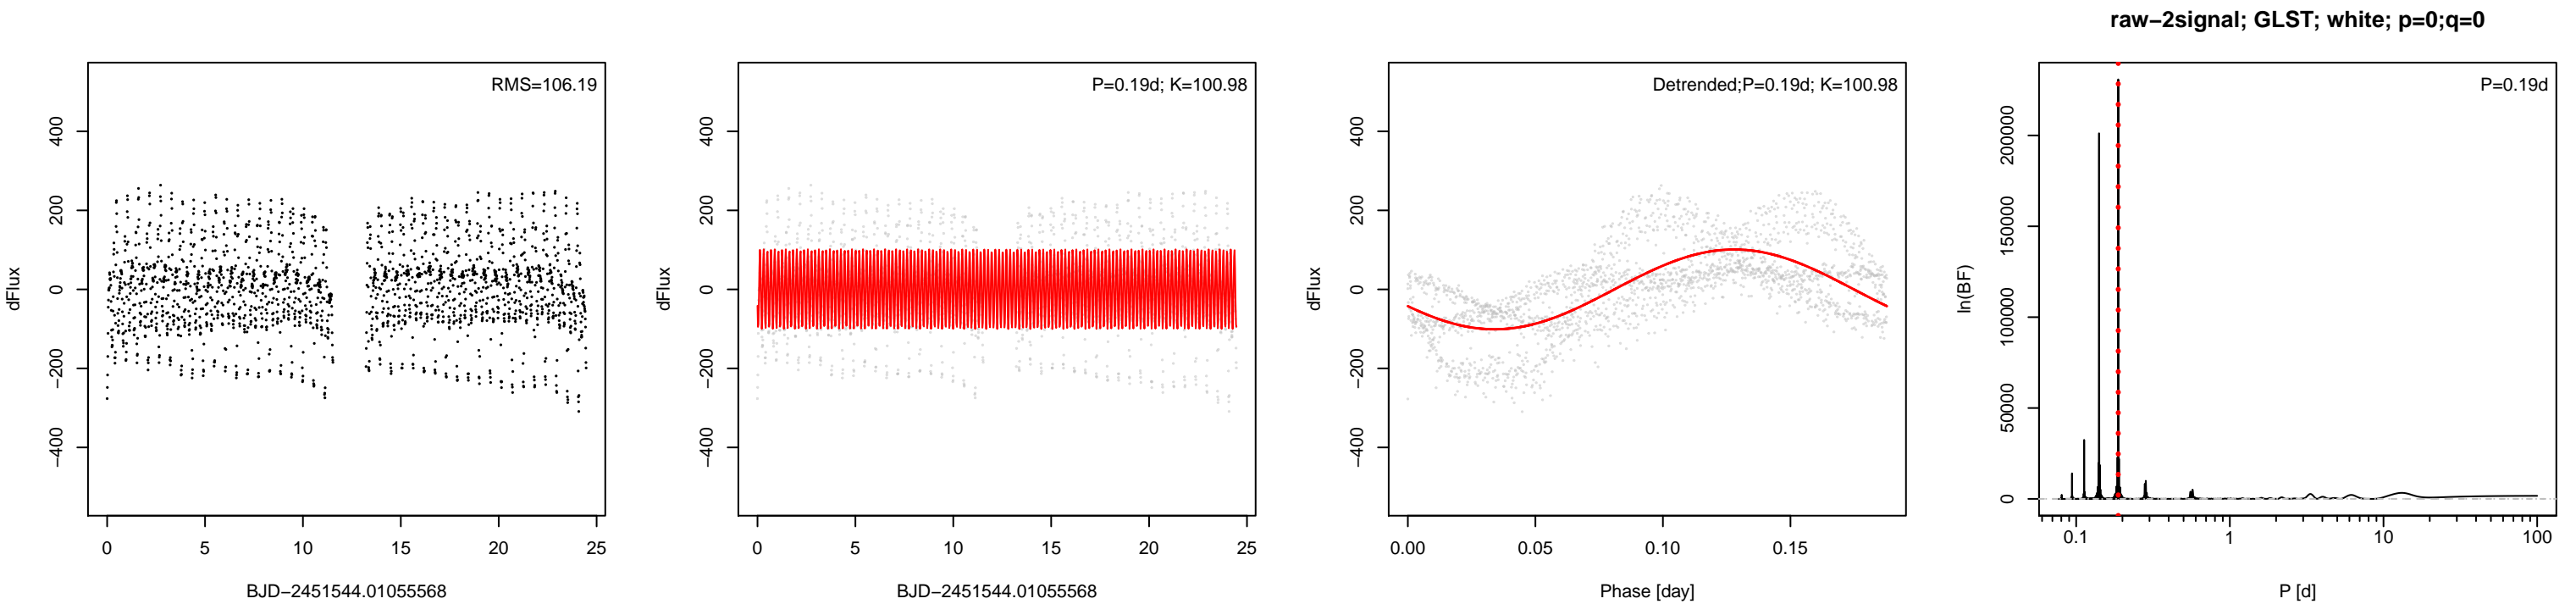 raw−2signal; GLST; white; p=0;q=0
RMS=106.19
400
200
0
−200
−400
dFlux
0 5 10 15 20 25
BJD−2451544.01055568
P=0.19d; K=100.98
400
200
0
−200
−400
dFlux
0 5 10 15 20 25
BJD−2451544.01055568
Detrended;P=0.19d; K=100.98
400
200
0
−200
−400
dFlux
0.00 0.05 0.10 0.15
Phase [day]
P=0.19d
200000
150000
100000
50000
0
ln(BF)
0.1 1 10 100
P [d]